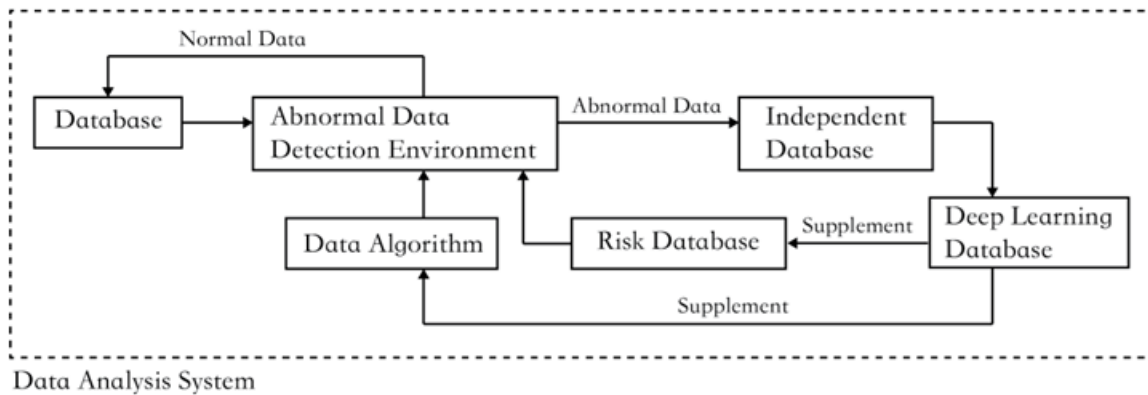 Normal Data
Database
Abnormal Data
Detection Environment
Abnormal Data
Independent
Database
Data Algorithm
Risk Database
Supplement
Deep Learning
Database
Supplement
Data Analysis System